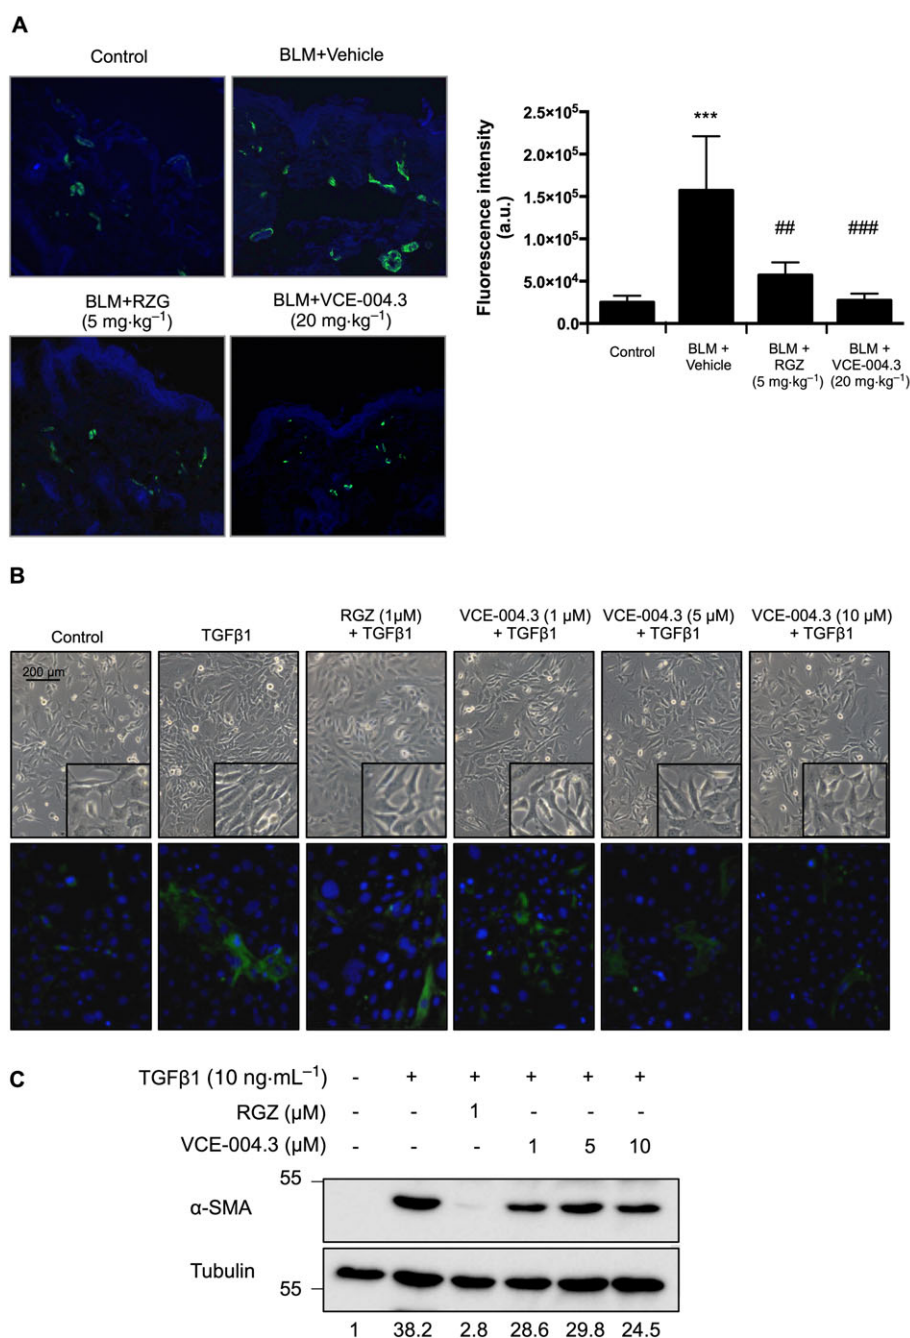 A
Control
BLM+Vehicle
BLM+RZG
(5 mg·kg⁻¹)
BLM+VCE-004.3
(20 mg·kg⁻¹)
Fluorescence intensity
(a.u.)
2.5×10⁵
2.0×10⁵
1.5×10⁵
1.0×10⁵
5.0×10⁴
0.0
***
##
###
Control
BLM +
Vehicle
BLM +
RGZ
(5 mg·kg⁻¹)
BLM +
VCE-004.3
(20 mg·kg⁻¹)
B
Control
TGFβ1
RGZ (1µM)
+ TGFβ1
VCE-004.3 (1 µM)
+ TGFβ1
VCE-004.3 (5 µM)
+ TGFβ1
VCE-004.3 (10 µM)
+ TGFβ1
200 µm
C
TGFβ1 (10 ng·mL⁻¹) - + + + + +
RGZ (µM) - - 1 - - -
VCE-004.3 (µM) - - - 1 5 10
55
α-SMA
Tubulin
55
1 38.2 2.8 28.6 29.8 24.5